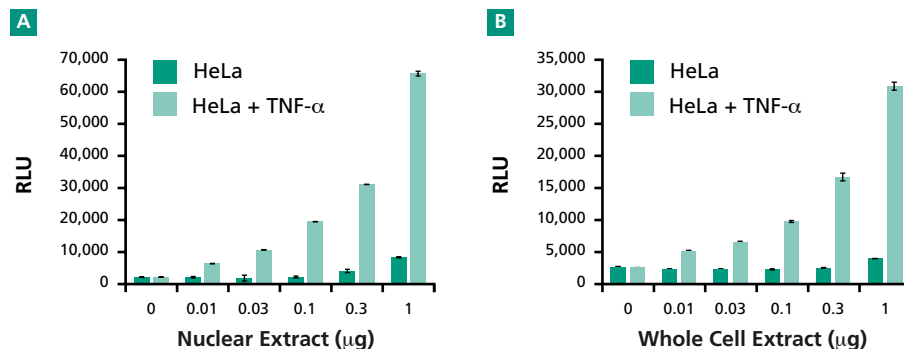 A
70,000
60,000
50,000
40,000
30,000
20,000
10,000
0
RLU
HeLa
HeLa + TNF-α
0 0.01 0.03 0.1 0.3 1
Nuclear Extract (μg)
B
35,000
30,000
25,000
20,000
15,000
10,000
5,000
0
RLU
HeLa
HeLa + TNF-α
0 0.01 0.03 0.1 0.3 1
Whole Cell Extract (μg)